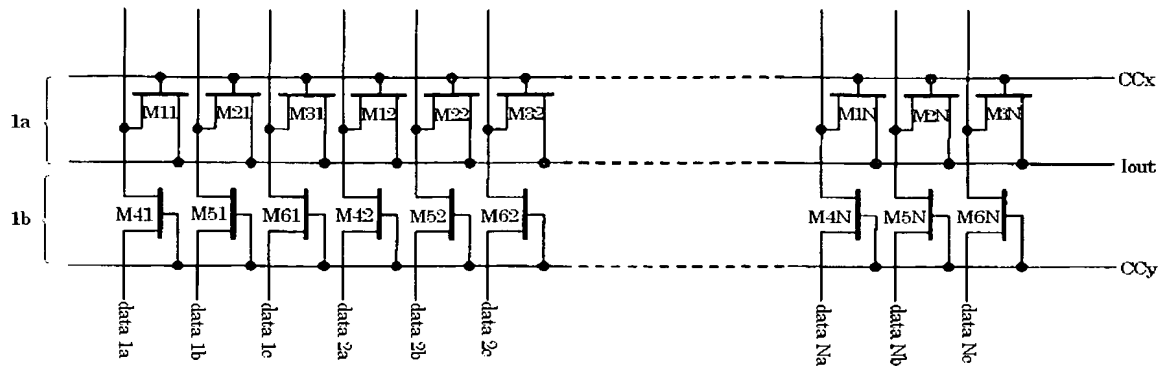 CCx
M11 M21 M31 M12 M22 M32 M1N M2N M3N
1a
Iout
M41 M51 M61 M42 M52 M62 M4N M5N M6N
1b
CCy
data 1a
data 1b
data 1c
data 2a
data 2b
data 2c
data Na
data Nb
data Nc